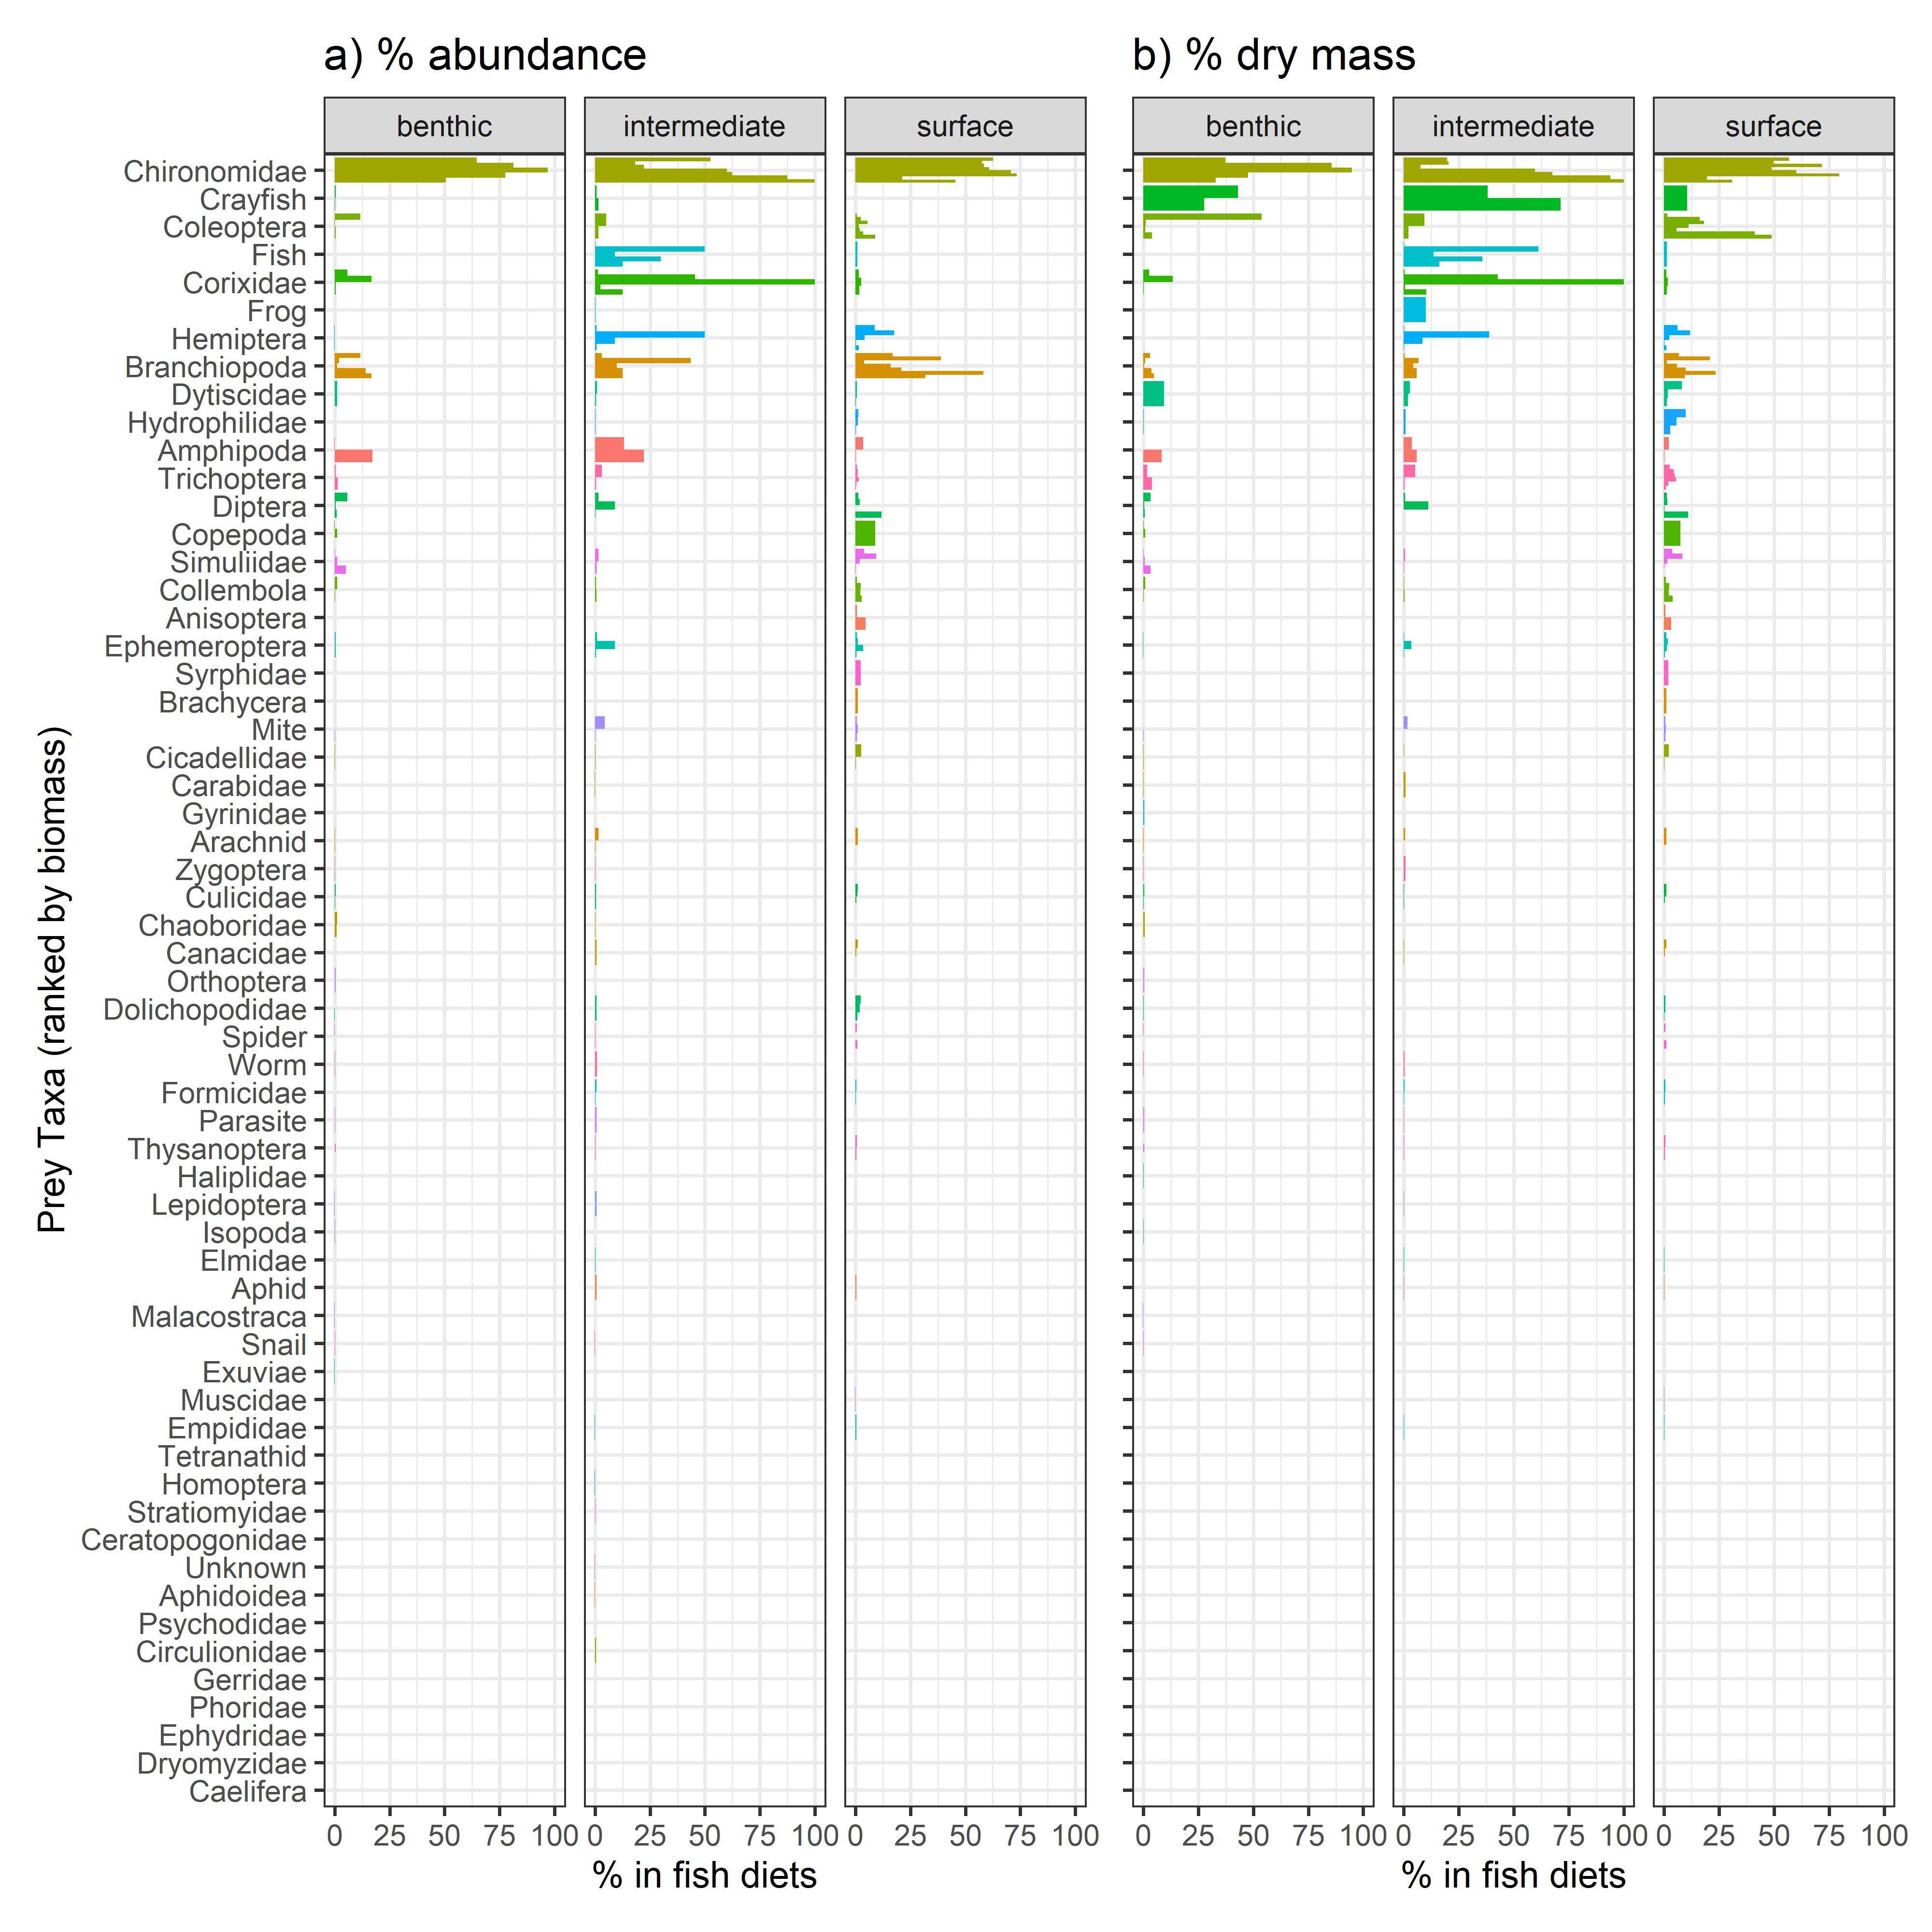 a) % abundance
b) % dry mass
benthic
intermediate
surface
benthic
intermediate
surface
Prey Taxa (ranked by biomass)
Chironomidae
Crayfish
Coleoptera
Fish
Corixidae
Frog
Hemiptera
Branchiopoda
Dytiscidae
Hydrophilidae
Amphipoda
Trichoptera
Diptera
Copepoda
Simuliidae
Collembola
Anisoptera
Ephemeroptera
Syrphidae
Brachycera
Mite
Cicadellidae
Carabidae
Gyrinidae
Arachnid
Zygoptera
Culicidae
Chaoboridae
Canacidae
Orthoptera
Dolichopodidae
Spider
Worm
Formicidae
Parasite
Thysanoptera
Haliplidae
Lepidoptera
Isopoda
Elmidae
Aphid
Malacostraca
Snail
Exuviae
Muscidae
Empididae
Tetranathid
Homoptera
Stratiomyidae
Ceratopogonidae
Unknown
Aphidoidea
Psychodidae
Circulionidae
Gerridae
Phoridae
Ephydridae
Dryomyzidae
Caelifera
0 25 50 75 100
0 25 50 75 100
0 25 50 75 100
0 25 50 75 100
0 25 50 75 100
0 25 50 75 100
% in fish diets
% in fish diets